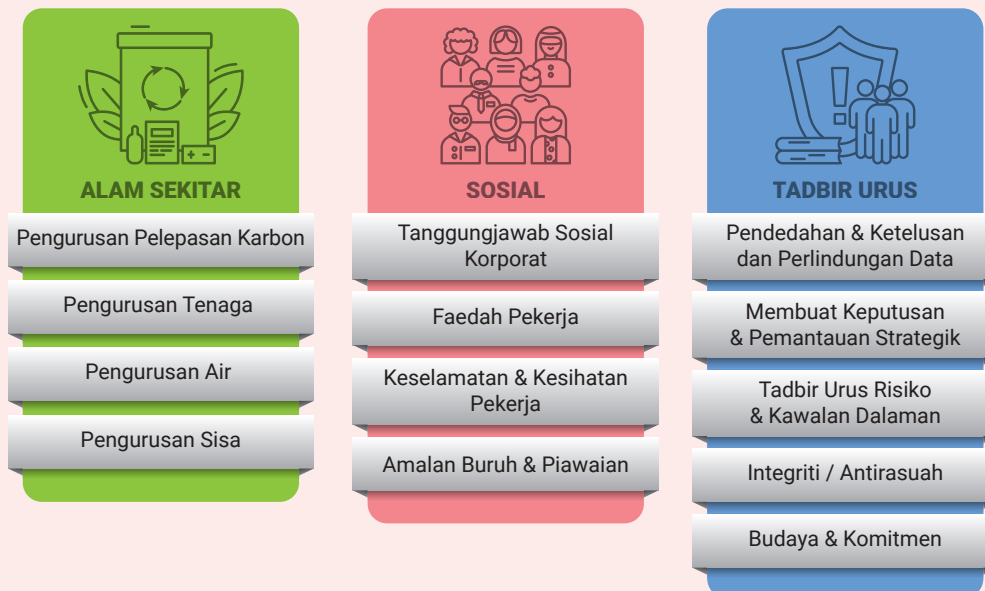 ALAM SEKITAR
Pengurusan Pelepasan Karbon
Pengurusan Tenaga
Pengurusan Air
Pengurusan Sisa
SOSIAL
Tanggungjawab Sosial
Korporat
Faedah Pekerja
Keselamatan & Kesihatan
Pekerja
Amalan Buruh & Piawaian
TADBIR URUS
Pendedahan & Ketelusan
dan Perlindungan Data
Membuat Keputusan
& Pemantauan Strategik
Tadbir Urus Risiko
& Kawalan Dalaman
Integriti / Antirasuah
Budaya & Komitmen